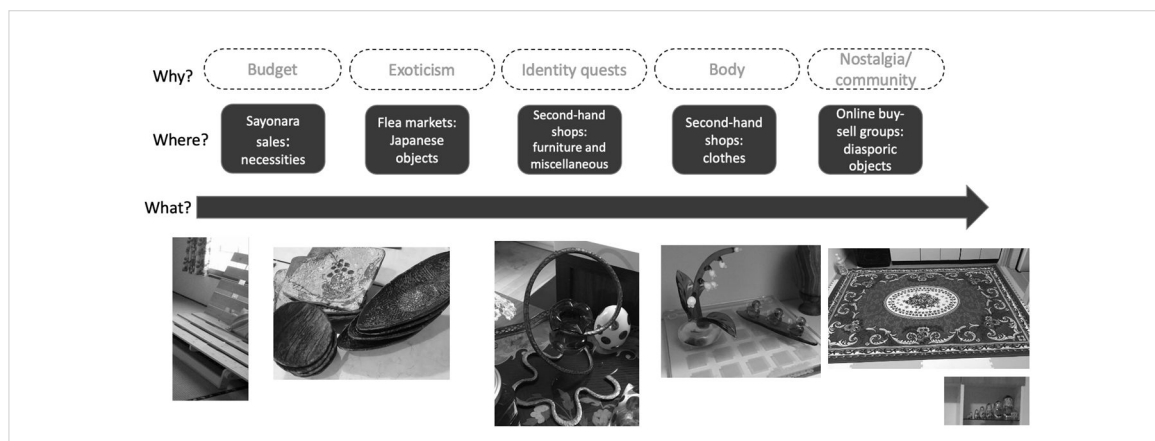 Why?
Budget
Exoticism
Identity quests
Body
Nostalgia/
community
Where?
Sayonara
sales:
necessities
Flea markets:
Japanese
objects
Second-hand
shops:
furniture and
miscellaneous
Second-hand
shops:
clothes
Online buy-
sell groups:
diasporic
objects
What?